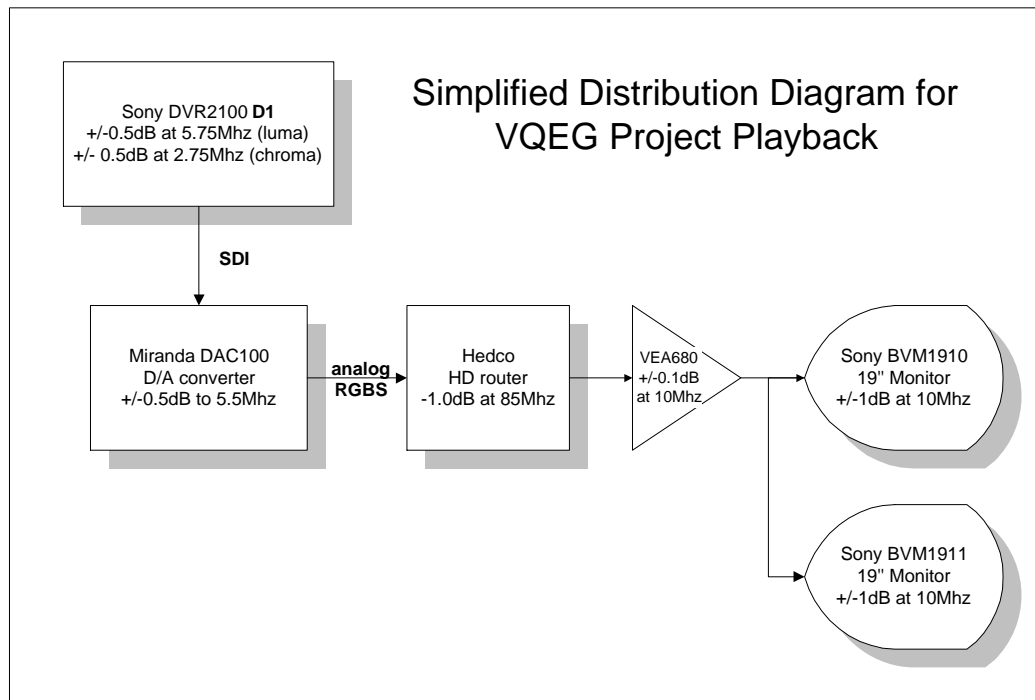 Simplified Distribution Diagram for
VQEG Project Playback
Sony DVR2100 D1
+/-0.5dB at 5.75Mhz (luma)
+/- 0.5dB at 2.75Mhz (chroma)
SDI
Miranda DAC100
D/A converter
+/-0.5dB to 5.5Mhz
analog
RGBS
Hedco
HD router
-1.0dB at 85Mhz
VEA680
+/-0.1dB
at 10Mhz
Sony BVM1910
19" Monitor
+/-1dB at 10Mhz
Sony BVM1911
19" Monitor
+/-1dB at 10Mhz